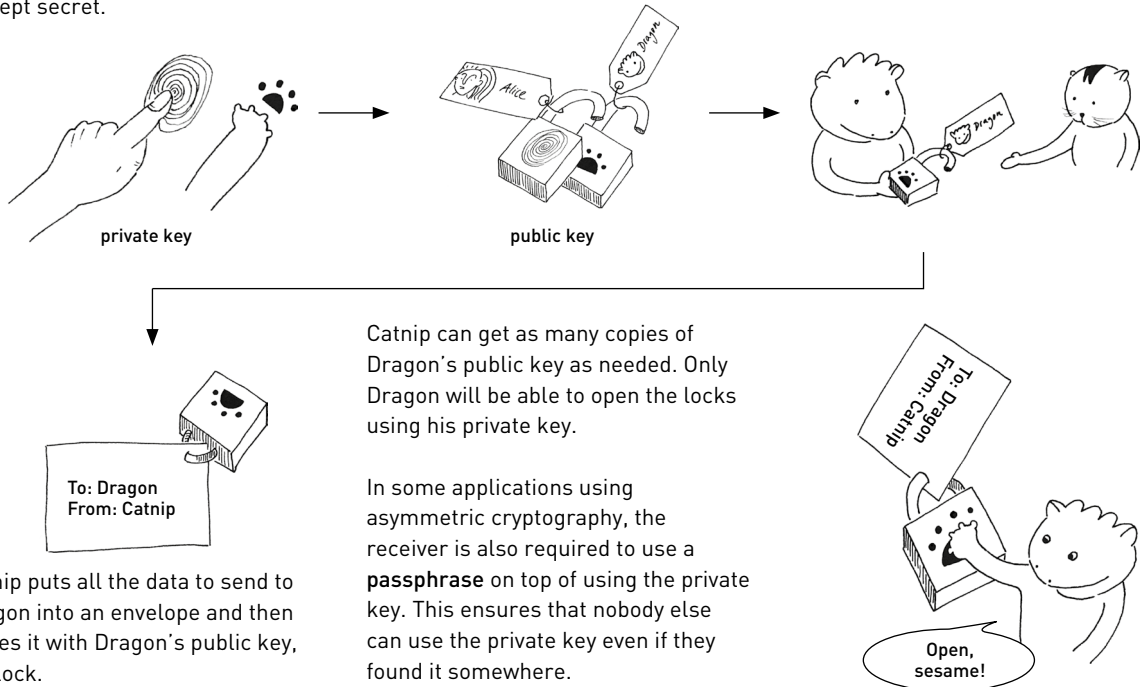 ept secret.
Alice
Dragon
Dragon
private key
public key
To: Dragon
From: Catnip
nip puts all the data to send to
gon into an envelope and then
es it with Dragon’s public key,
ock.
Catnip can get as many copies of
Dragon’s public key as needed. Only
Dragon will be able to open the locks
using his private key.
In some applications using
asymmetric cryptography, the
receiver is also required to use a
passphrase on top of using the private
key. This ensures that nobody else
can use the private key even if they
found it somewhere.
To: Dragon
From: Catnip
Open,
sesame!